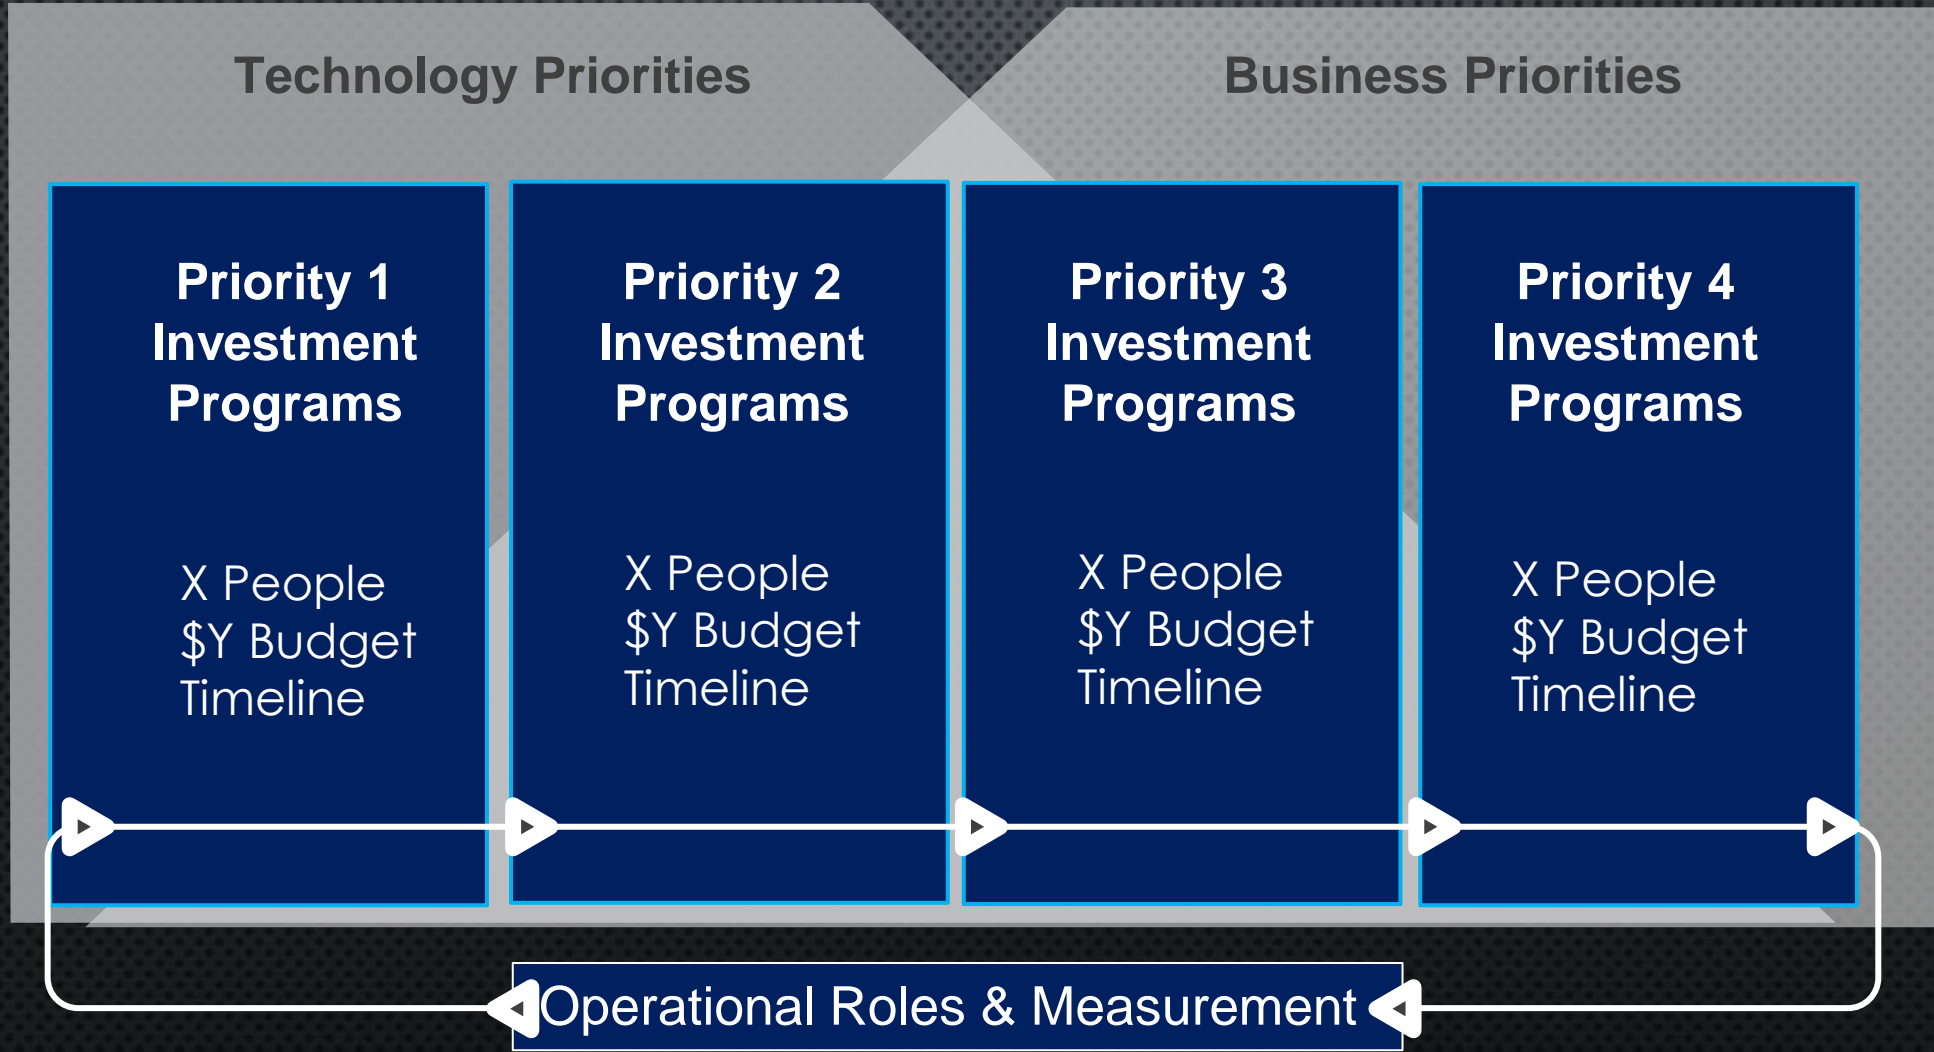 Technology Priorities
Business Priorities
Priority 1
Investment
Programs
X People
$Y Budget
Timeline
Priority 2
Investment
Programs
X People
$Y Budget
Timeline
Priority 3
Investment
Programs
X People
$Y Budget
Timeline
Priority 4
Investment
Programs
X People
$Y Budget
Timeline
Operational Roles & Measurement